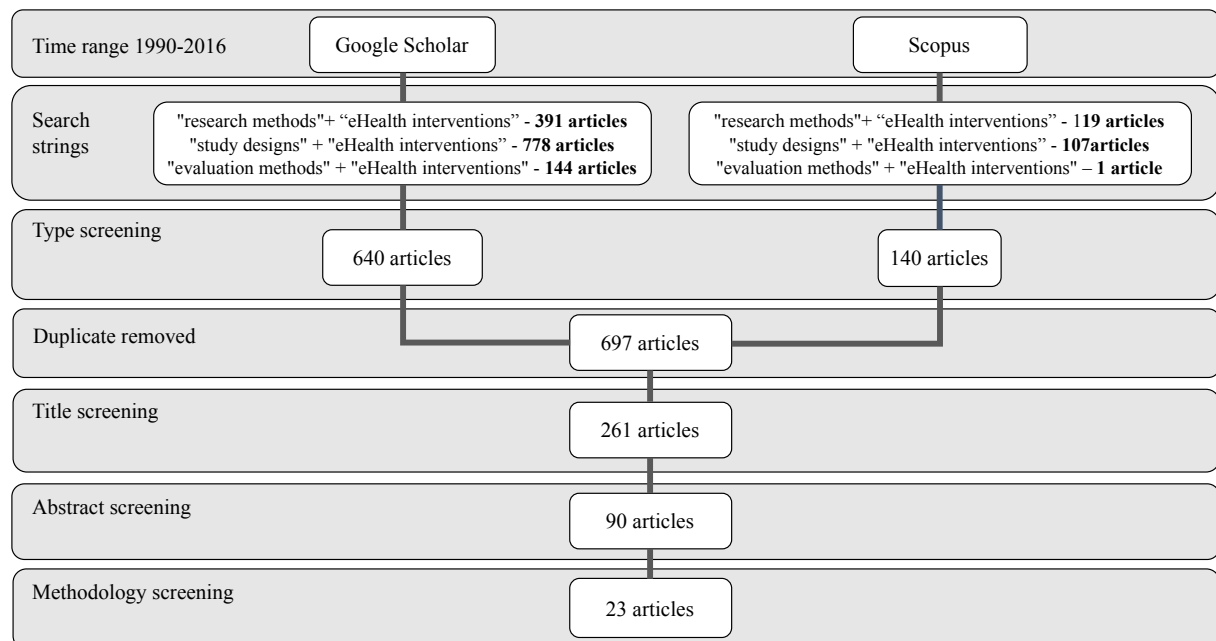 Time range 1990-2016
Google Scholar
Scopus
Search
strings
"research methods"+ “eHealth interventions” - 391 articles
"study designs" + "eHealth interventions” - 778 articles
"evaluation methods" + "eHealth interventions" - 144 articles
"research methods"+ “eHealth interventions” - 119 articles
"study designs" + "eHealth interventions” - 107articles
"evaluation methods" + "eHealth interventions" – 1 article
Type screening
640 articles
140 articles
Duplicate removed
697 articles
Title screening
261 articles
Abstract screening
90 articles
Methodology screening
23 articles